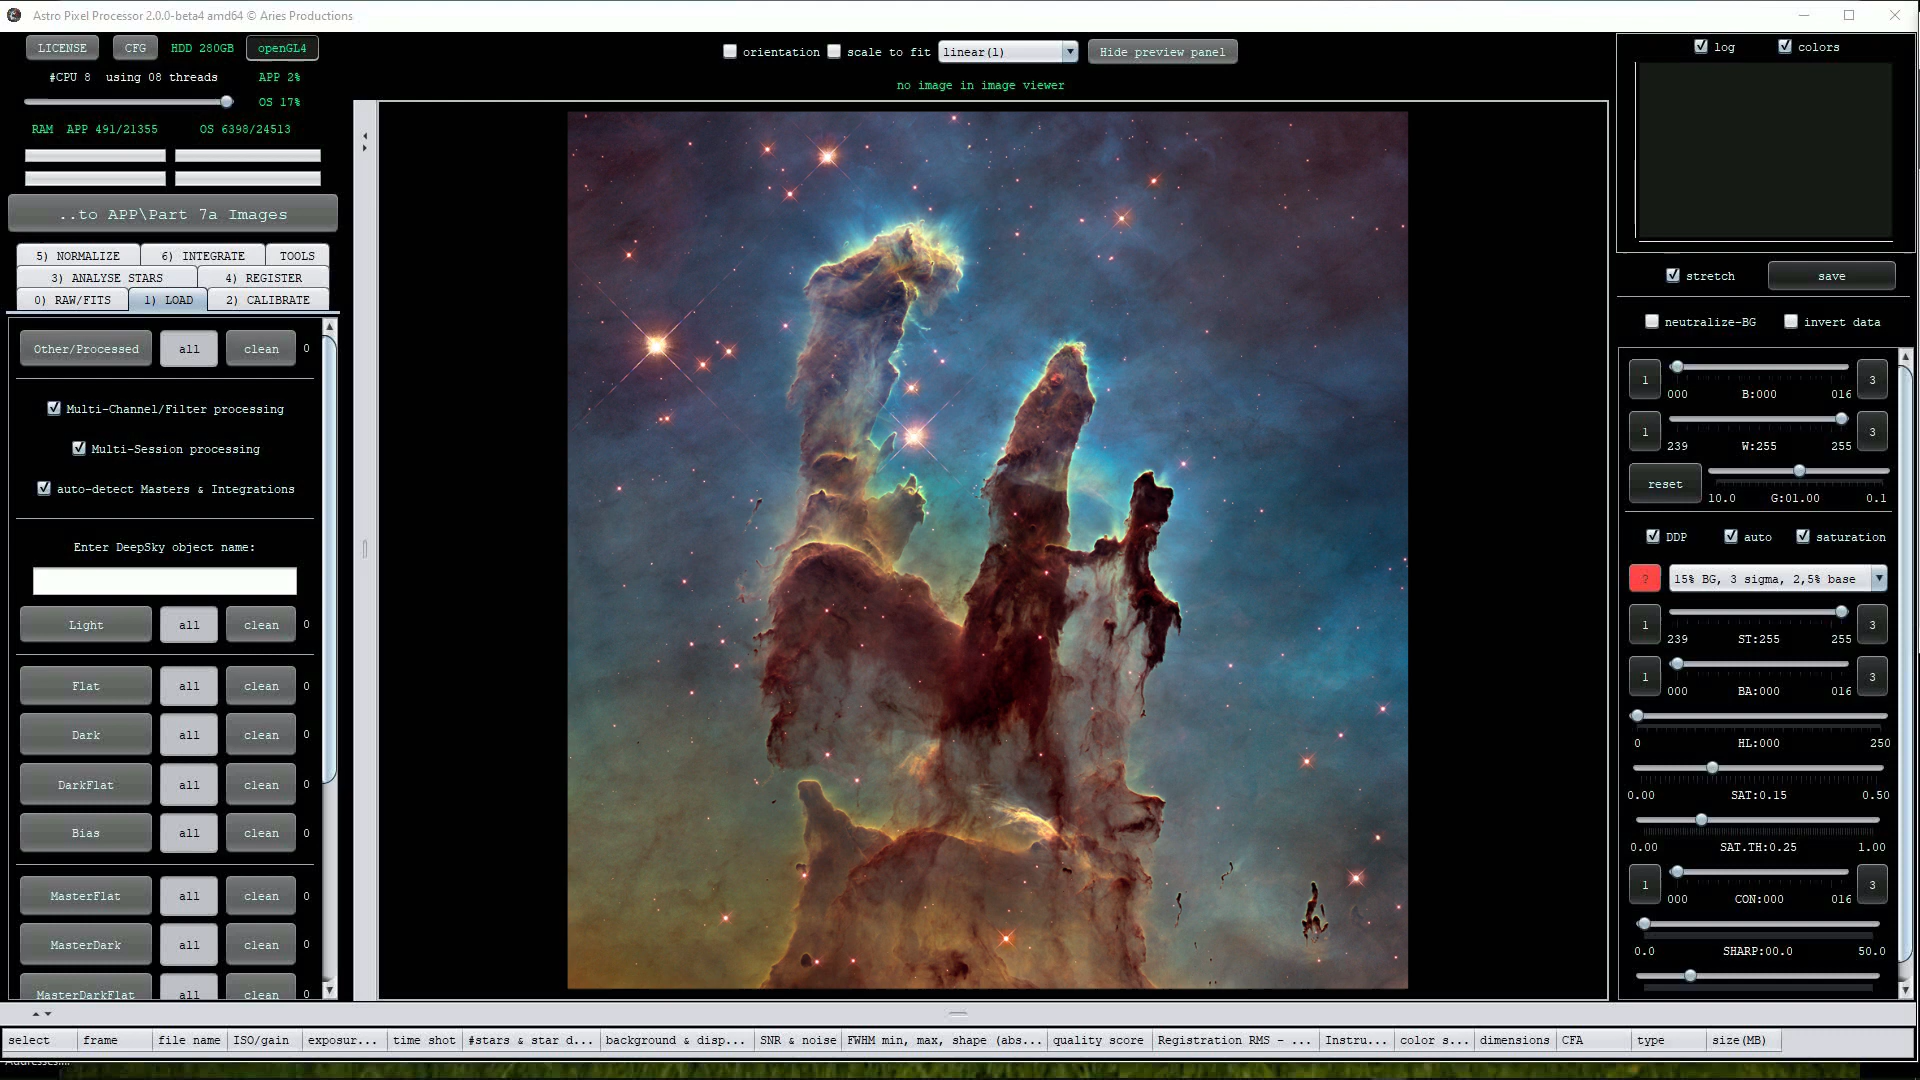 Astro Pixel Processor 2.0.0-beta4 amd64 © Aries Productions
LICENSE CFG HDD 280GB openGL4
#CPU 8 using 08 threads APP 2%
OS 17%
RAM APP 491/21355 OS 6398/24513
..to APP\Part 7a Images
5) NORMALIZE 6) INTEGRATE TOOLS
3) ANALYSE STARS 4) REGISTER
0) RAW/FITS 1) LOAD 2) CALIBRATE
Other/Processed all clean 0
Multi-Channel/Filter processing
Multi-Session processing
auto-detect Masters & Integrations
Enter DeepSky object name:
Light all clean 0
Flat all clean 0
Dark all clean 0
DarkFlat all clean 0
Bias all clean 0
MasterFlat all clean 0
MasterDark all clean 0
MasterDarkFlat all clean 0
orientation scale to fit linear(l) Hide preview panel
no image in image viewer
log colors
stretch save
neutralize-BG invert data
1 3
000 B:000 016
1 3
239 W:255 255
reset
10.0 G:01.00 0.1
DDP auto saturation
? 15% BG, 3 sigma, 2,5% base
1 3
239 ST:255 255
1 3
000 BA:000 016
0 HL:000 250
0.00 SAT:0.15 0.50
0.00 SAT.TH:0.25 1.00
1 3
000 CON:000 016
0.0 SHARP:00.0 50.0
select frame file name ISO/gain exposur... time shot #stars & star d... background & disp... SNR & noise FWHM min, max, shape (abs... quality score Registration RMS - ... Instru... color s... dimensions CFA type size(MB)